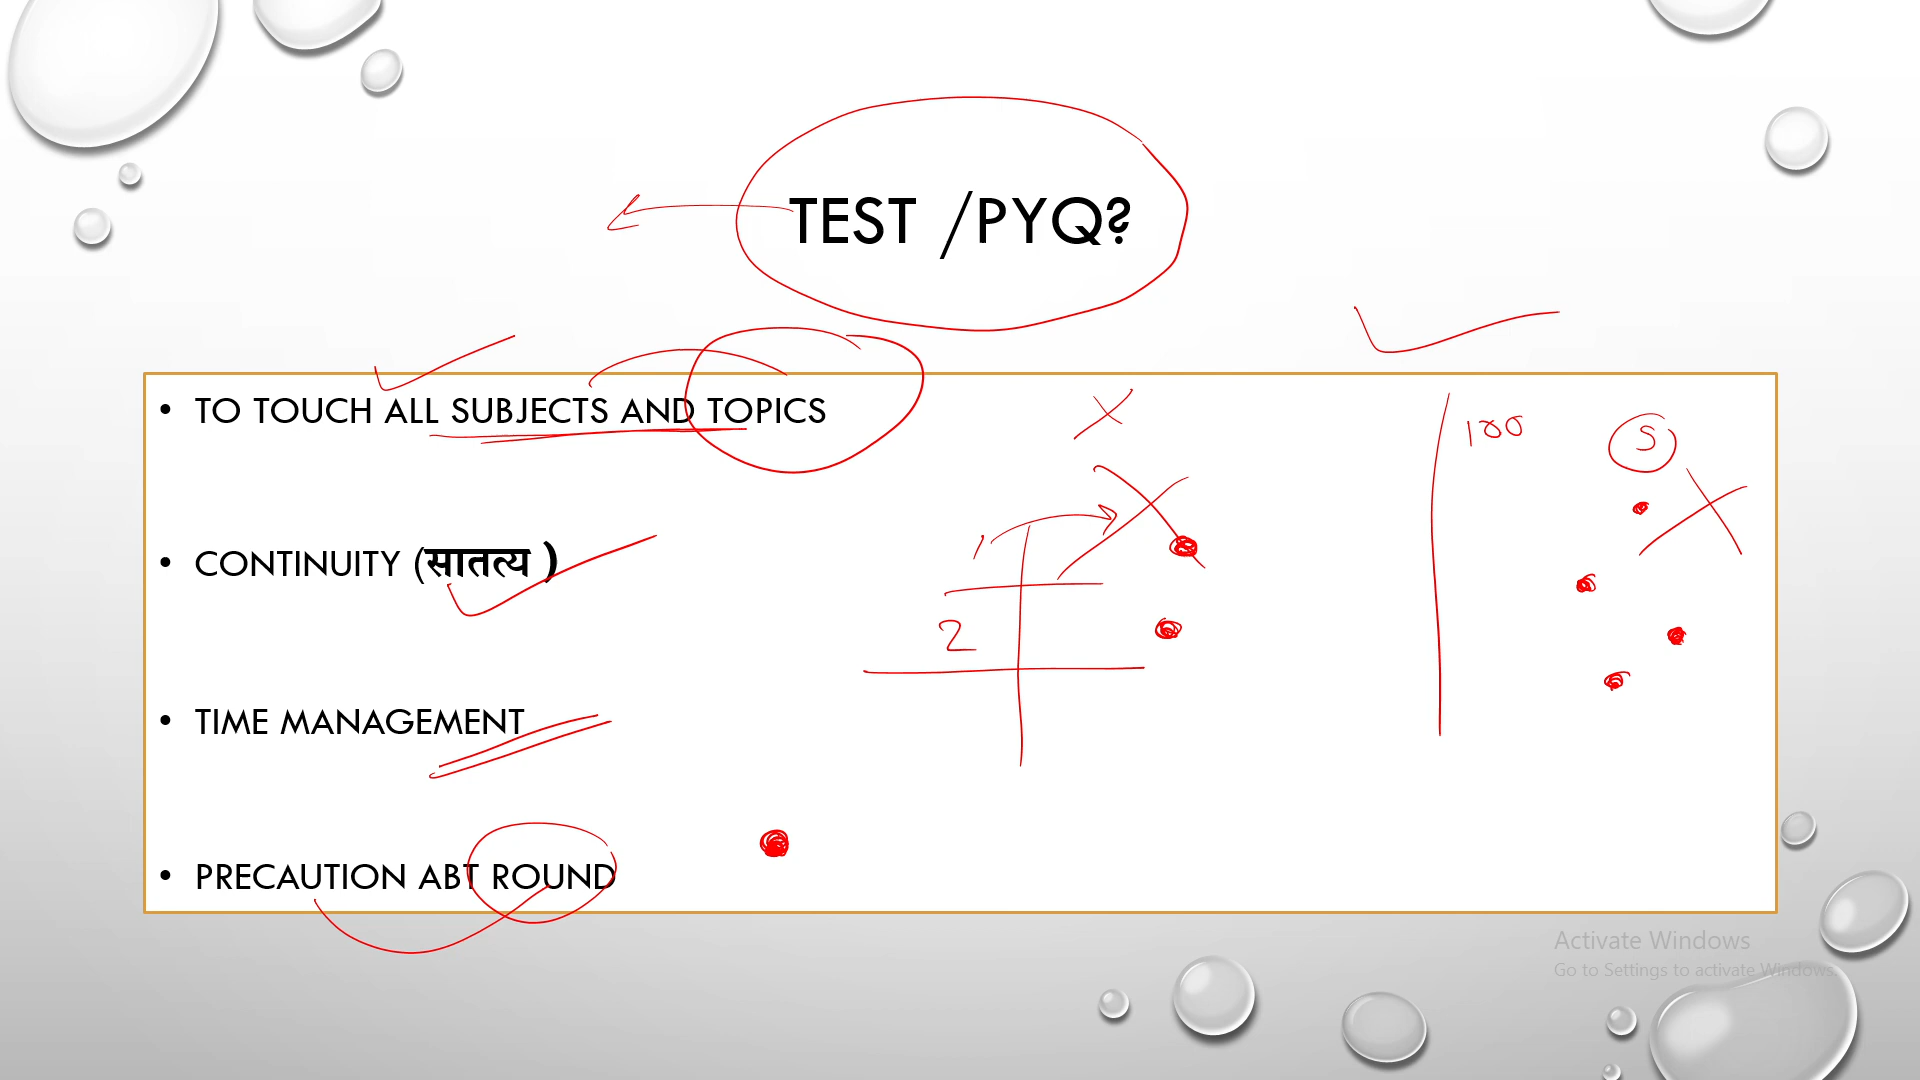 TEST /PYQ?
• TO TOUCH ALL SUBJECTS AND TOPICS
100
S
• CONTINUITY (सातत्य )
1
2
• TIME MANAGEMENT
• PRECAUTION ABT ROUND
Activate Windows
Go to Settings to activate Windows.